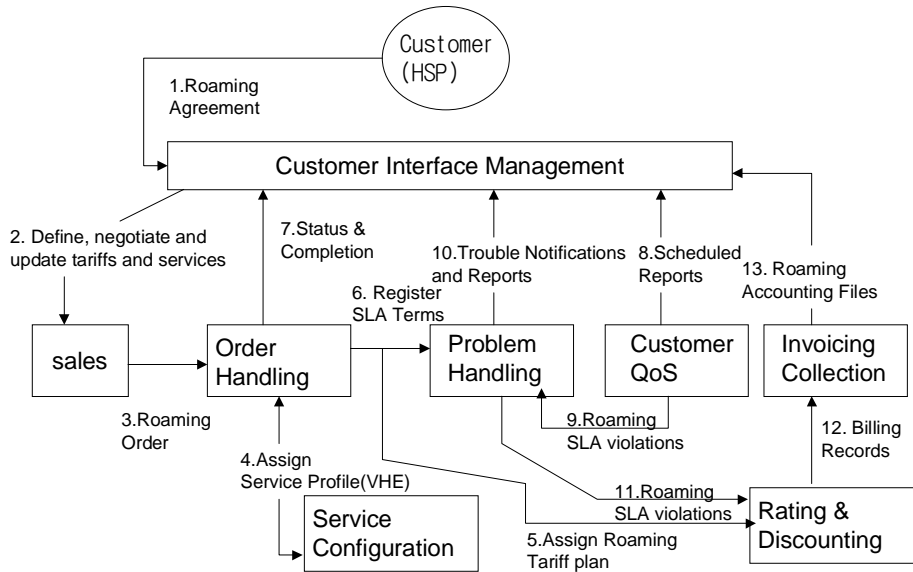 Customer
(HSP)
1.Roaming
Agreement
Customer Interface Management
2. Define, negotiate and
update tariffs and services
7.Status &
Completion
10.Trouble Notifications
and Reports
8.Scheduled
Reports
13. Roaming
Accounting Files
6. Register
SLA Terms
sales
Order
Handling
Problem
Handling
Customer
QoS
Invoicing
Collection
3.Roaming
Order
9.Roaming
SLA violations
12. Billing
Records
4.Assign
Service Profile(VHE)
11.Roaming
SLA violations
Service
Configuration
5.Assign Roaming
Tariff plan
Rating &
Discounting